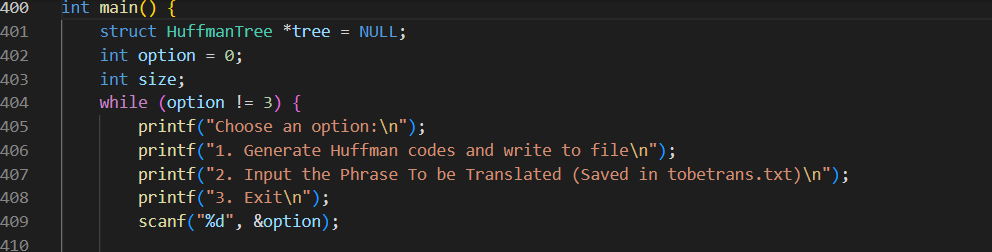 400 int main() {
401 struct HuffmanTree *tree = NULL;
402 int option = 0;
403 int size;
404 while (option != 3) {
405 printf("Choose an option:\n");
406 printf("1. Generate Huffman codes and write to file\n");
407 printf("2. Input the Phrase To be Translated (Saved in tobetrans.txt)\n");
408 printf("3. Exit\n");
409 scanf("%d", &option);
410